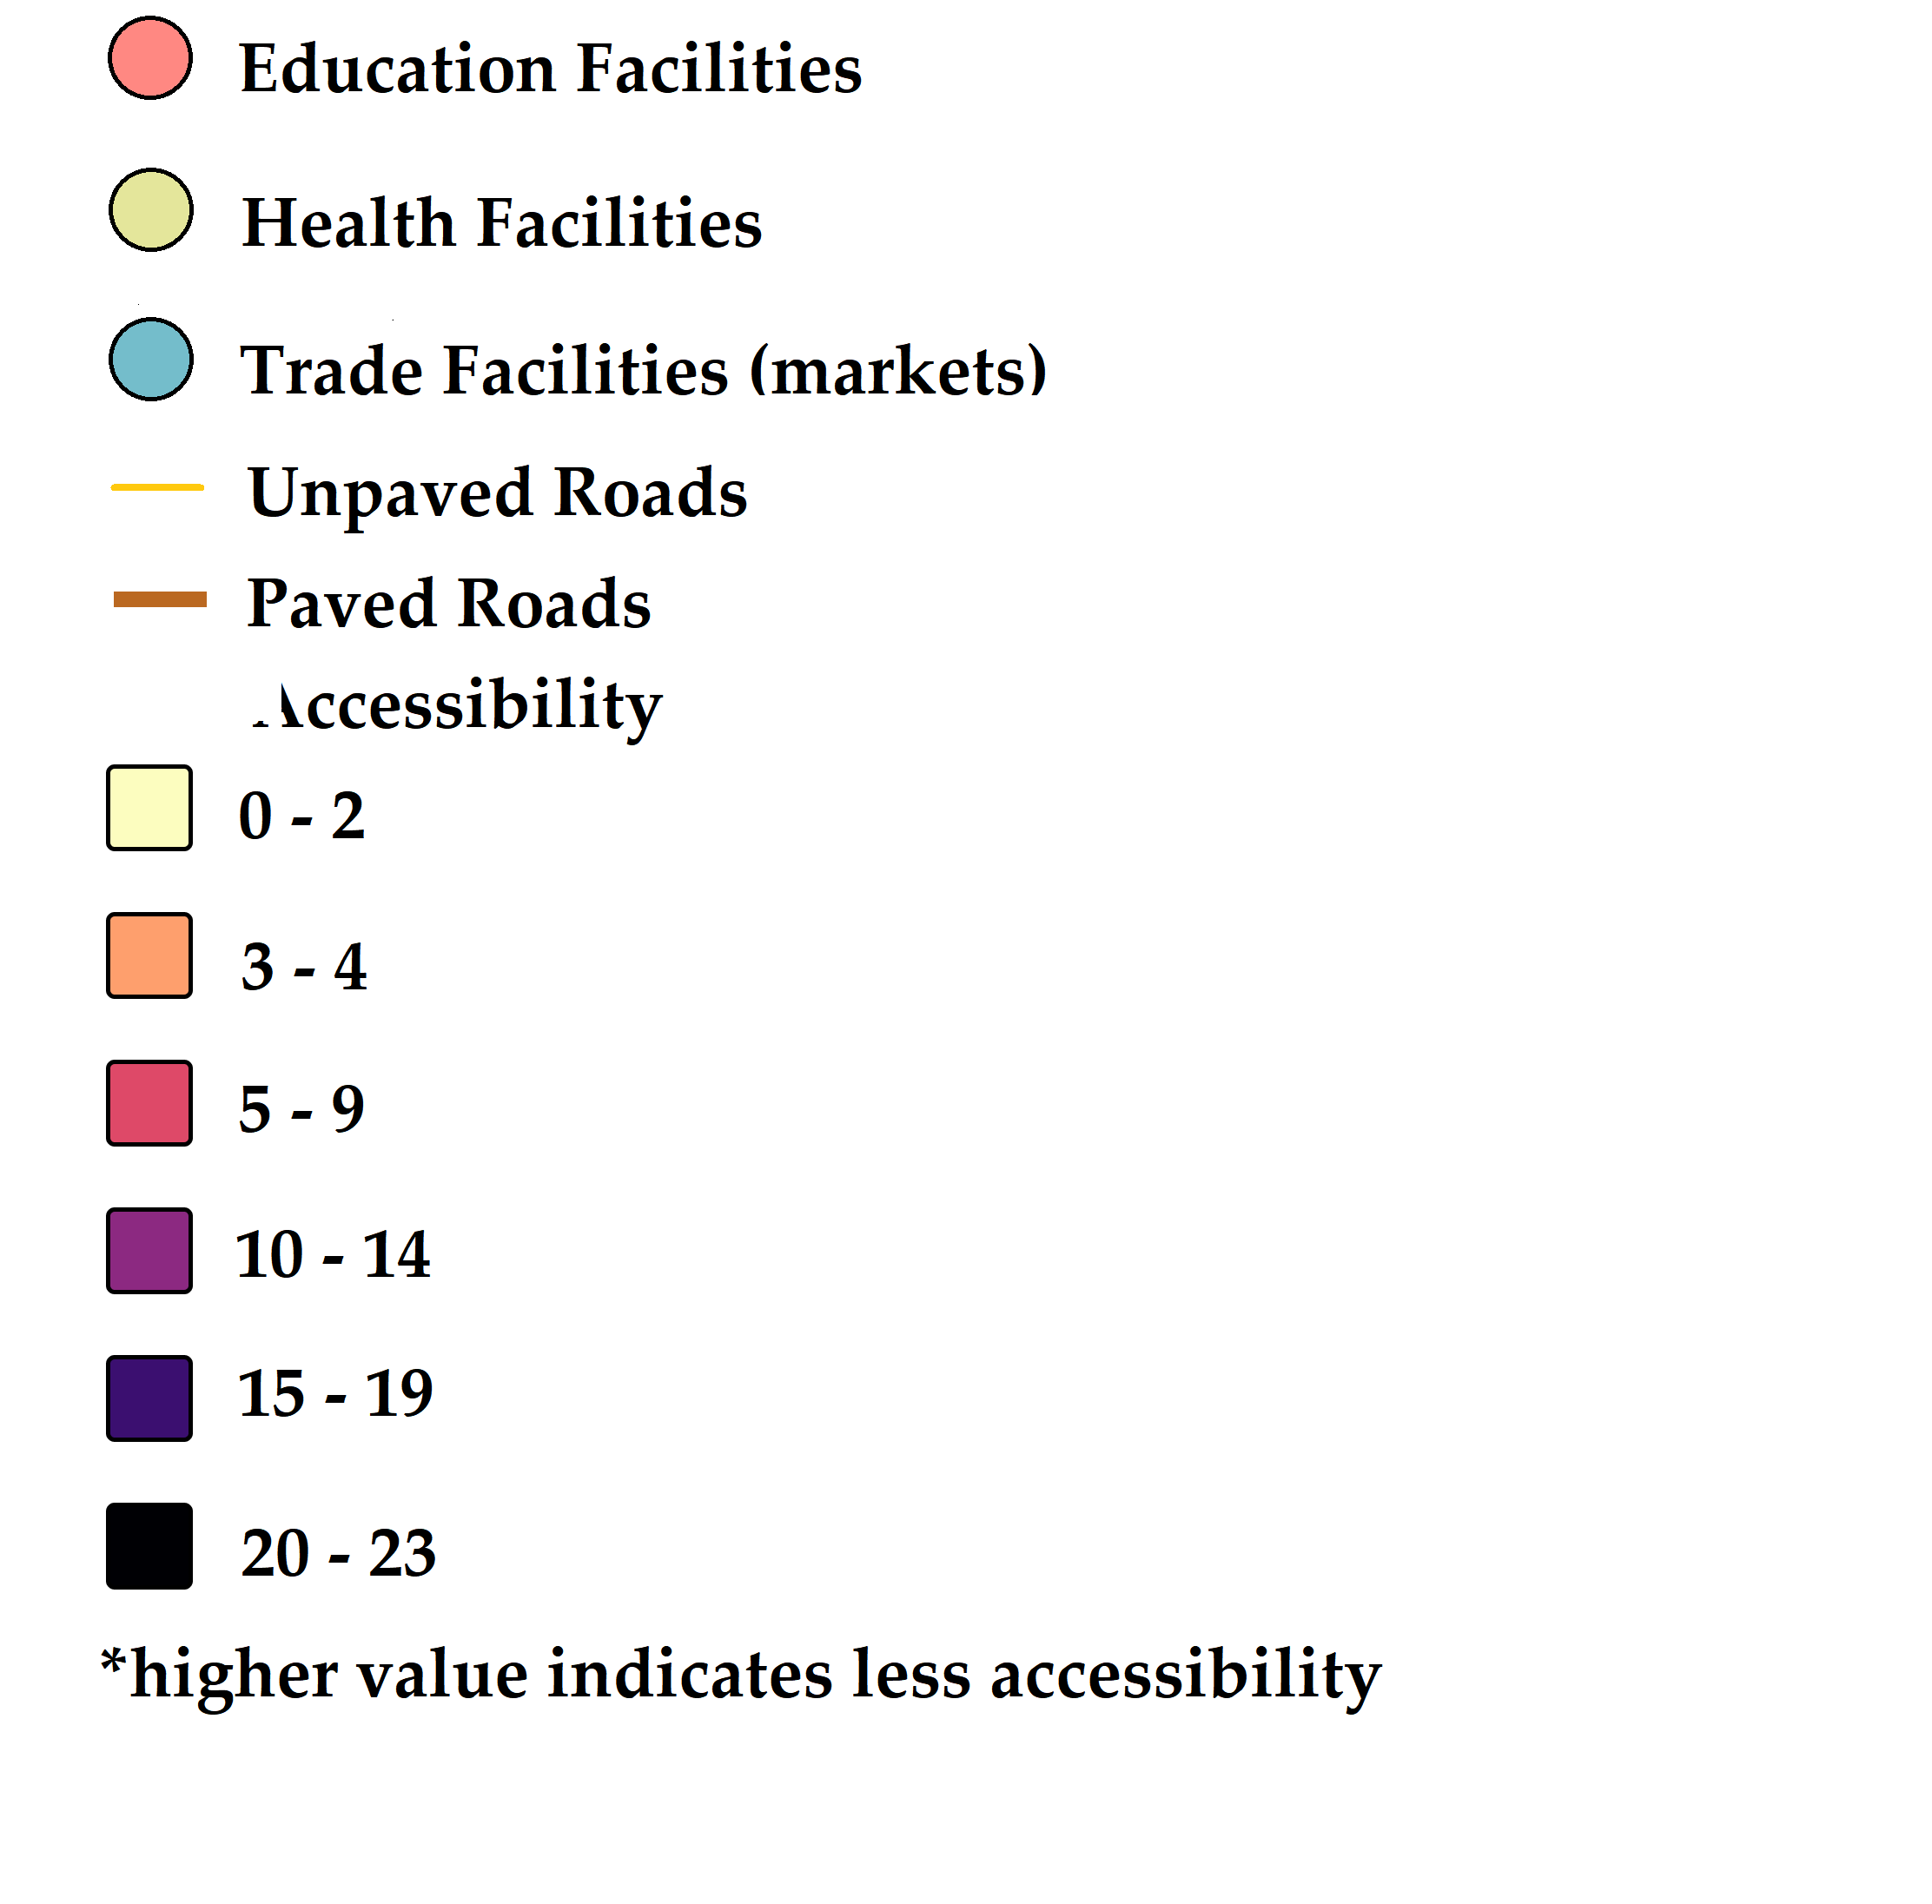 Education Facilities
Health Facilities
Trade Facilities (markets)
Unpaved Roads
Paved Roads
Accessibility
0 - 2
3 - 4
5 - 9
10 - 14
15 - 19
20 - 23
*higher value indicates less accessibility